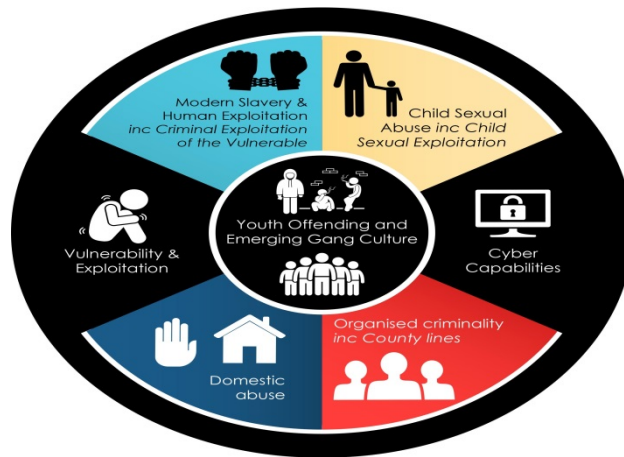 Modern Slavery &
Human Exploitation
inc Criminal Exploitation
of the Vulnerable
Child Sexual
Abuse inc Child
Sexual Exploitation
Vulnerability &
Exploitation
Youth Offending and
Emerging Gang Culture
Cyber
Capabilities
Domestic
abuse
Organised criminality
inc County lines